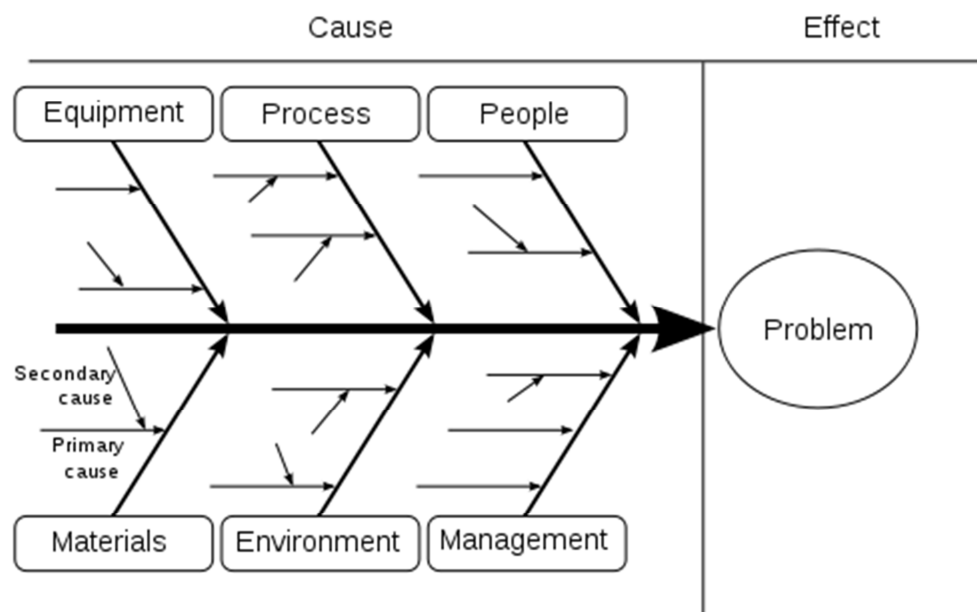 Cause
Effect
Equipment
Process
People
Problem
Secondary
cause
Primary
cause
Materials
Environment
Management